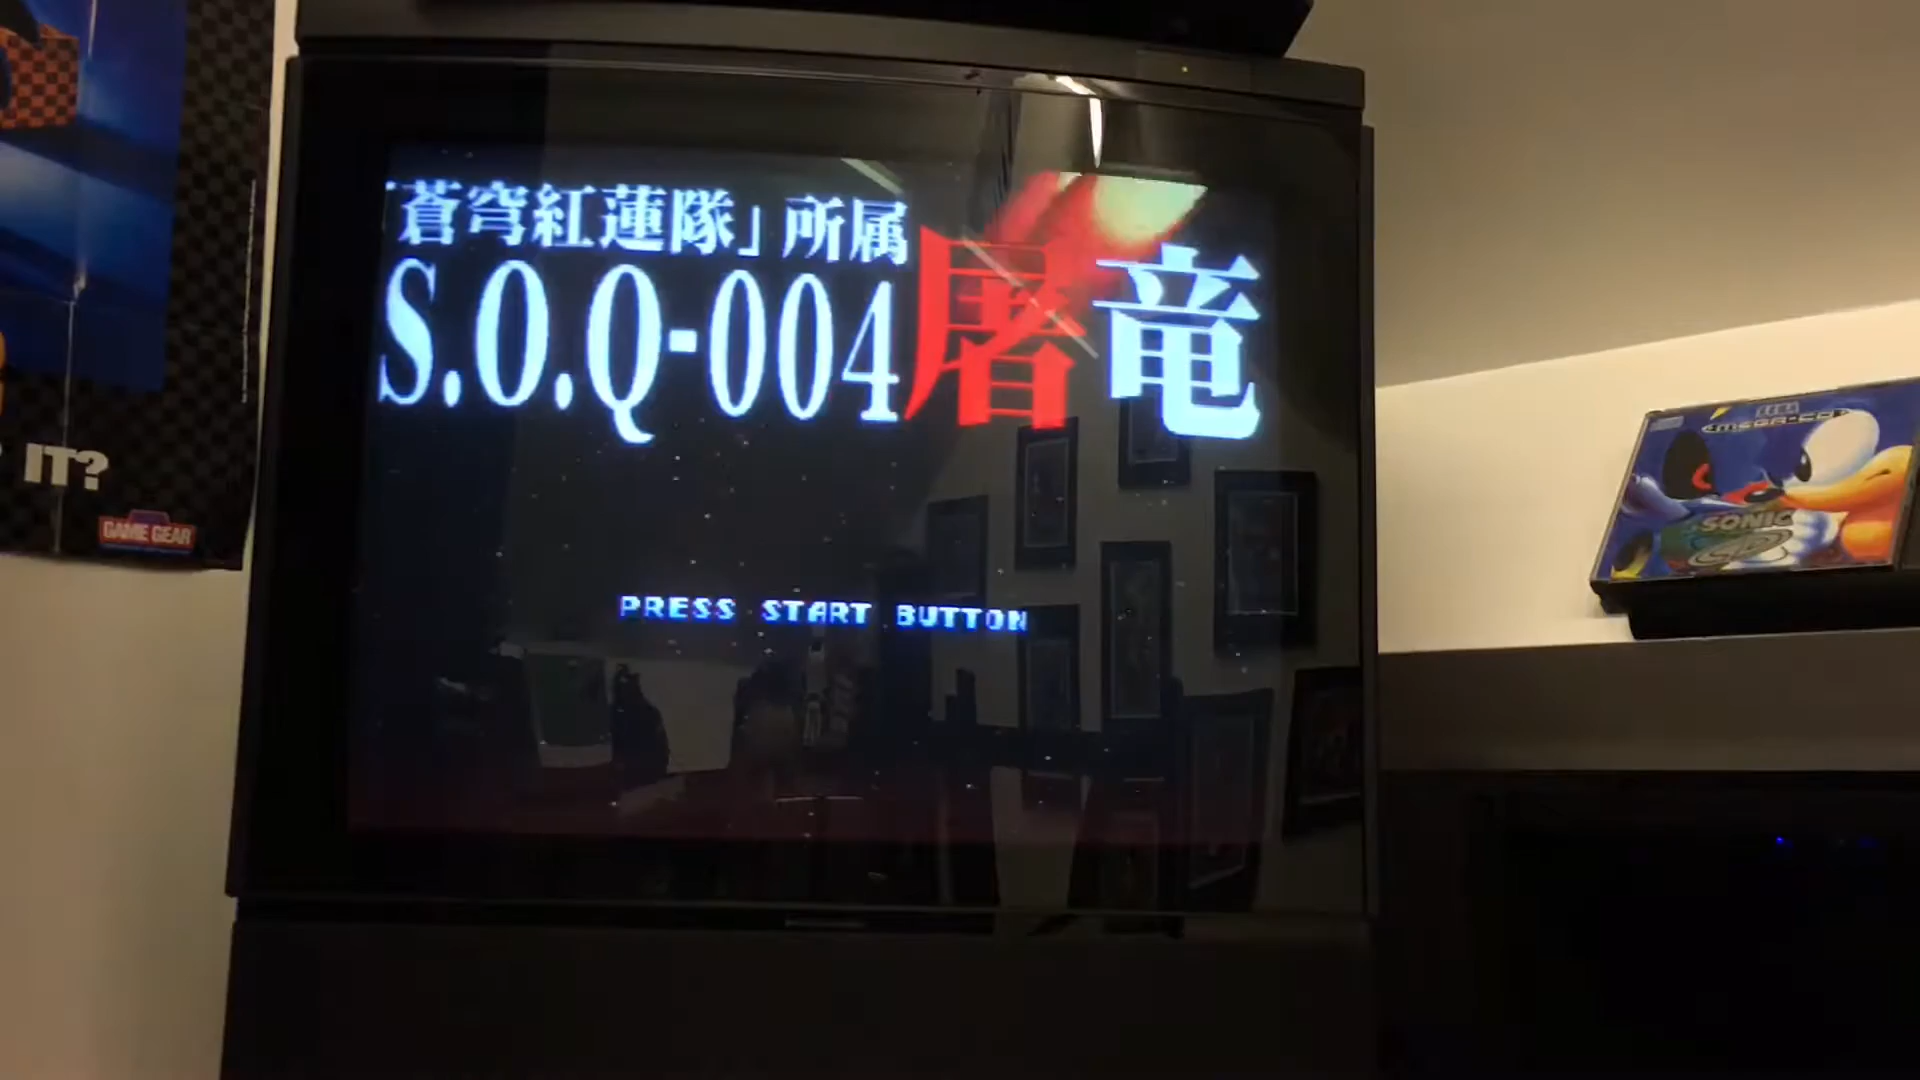 「蒼穹紅蓮隊」所属
S.O.Q-004屠竜
PRESS START BUTTON
IT?
GAME GEAR
SEGA
MEGA-CD
SONIC
CD